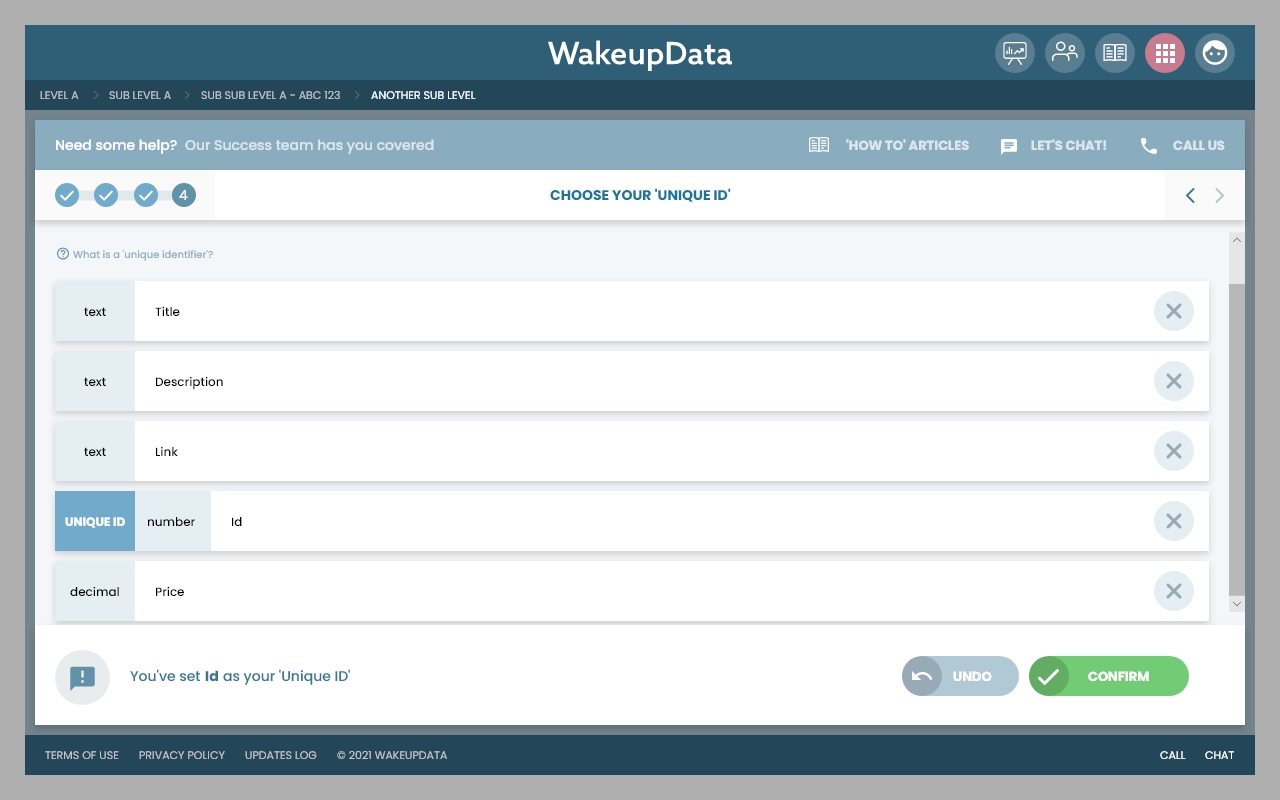 WakeupData
LEVEL A SUB LEVEL A SUB SUB LEVEL A - ABC 123 ANOTHER SUB LEVEL
Need some help? Our Success team has you covered 'HOW TO' ARTICLES LET'S CHAT! CALL US
4 CHOOSE YOUR 'UNIQUE ID'
What is a 'unique identifier'?
text Title
text Description
text Link
UNIQUE ID number Id
decimal Price
You've set Id as your 'Unique ID' UNDO CONFIRM
TERMS OF USE PRIVACY POLICY UPDATES LOG © 2021 WAKEUPDATA CALL CHAT